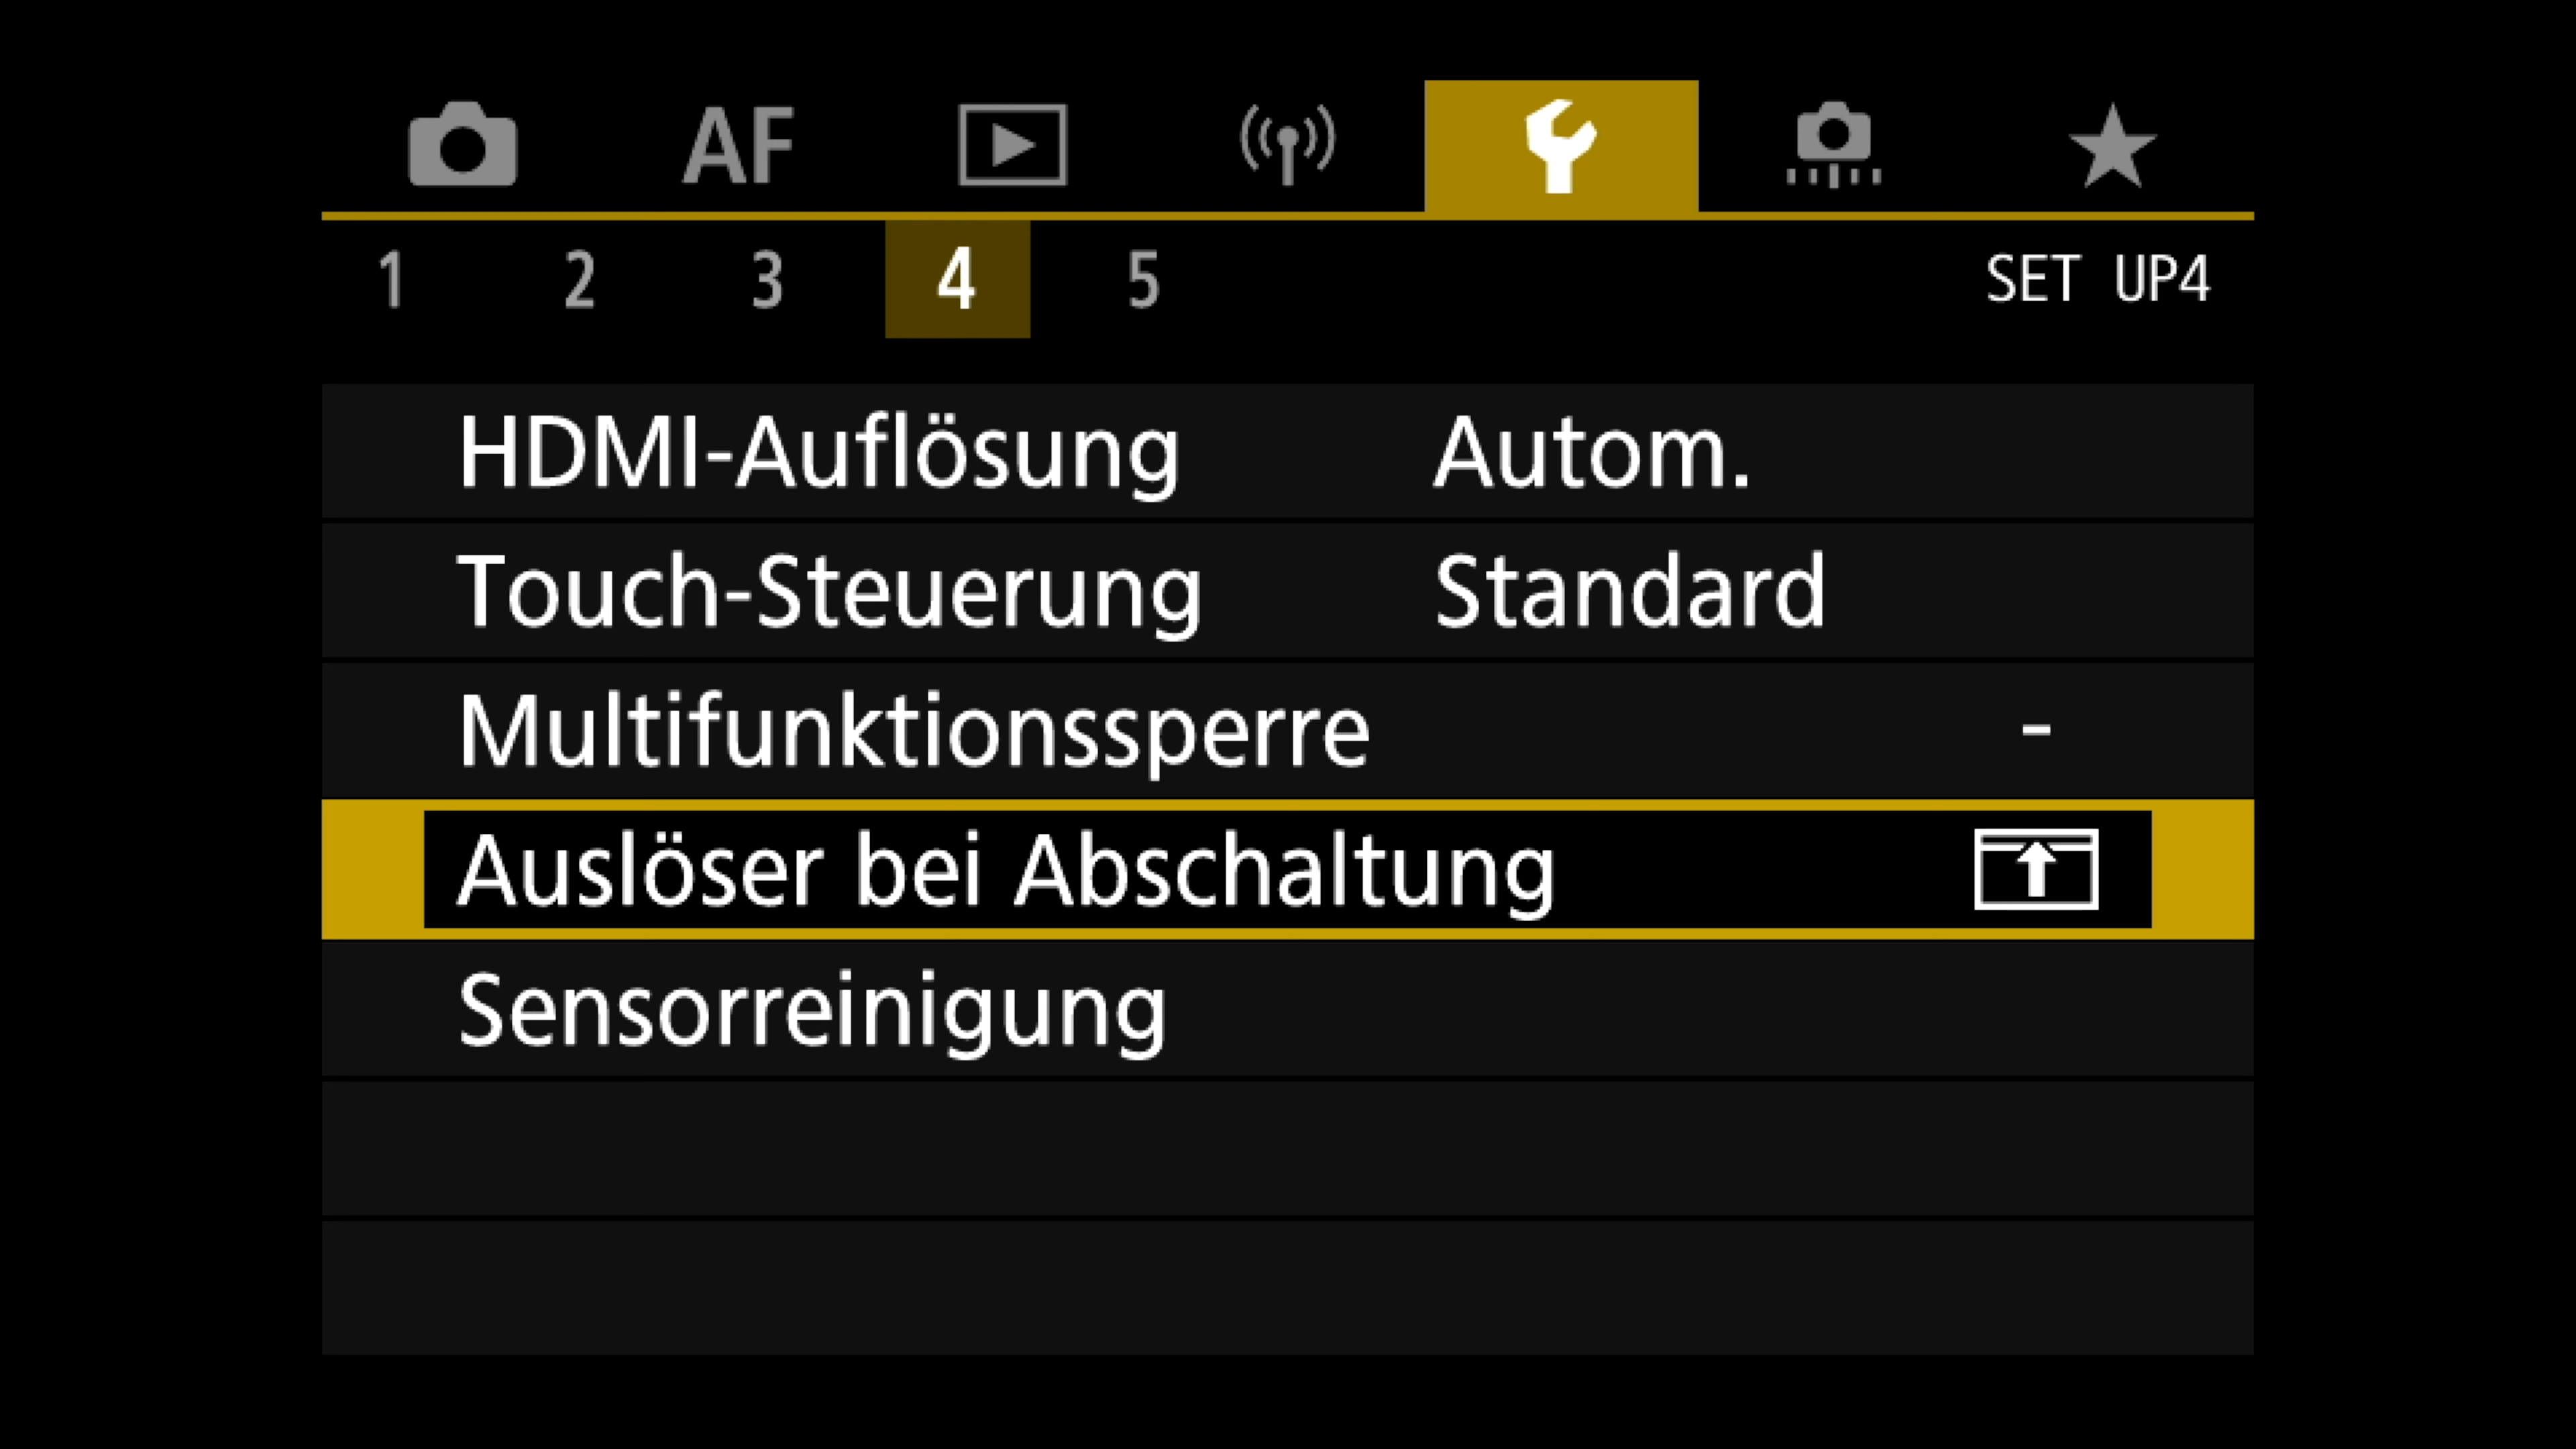 AF
1 2 3 4 5 SET UP4
HDMI-Auflösung Autom.
Touch-Steuerung Standard
Multifunktionssperre -
Auslöser bei Abschaltung
Sensorreinigung